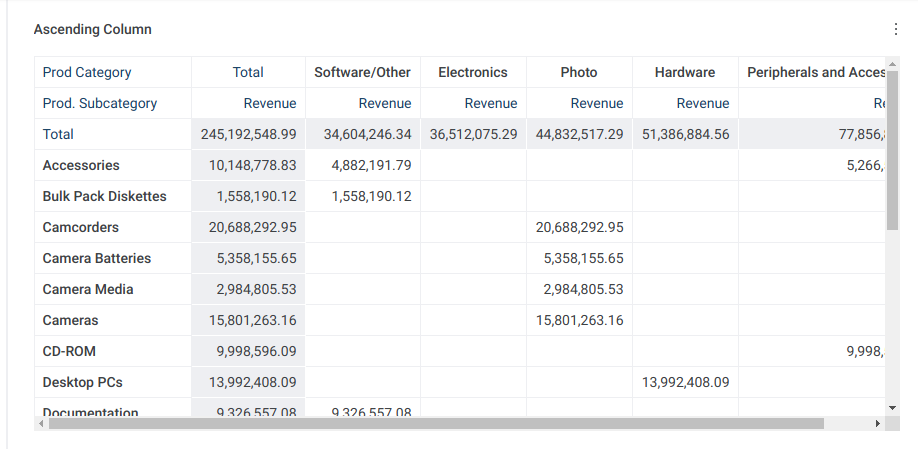 Ascending Column
Prod Category Total Software/Other Electronics Photo Hardware Peripherals and Acces
Prod. Subcategory Revenue Revenue Revenue Revenue Revenue Re
Total 245,192,548.99 34,604,246.34 36,512,075.29 44,832,517.29 51,386,884.56 77,856,
Accessories 10,148,778.83 4,882,191.79 5,266,
Bulk Pack Diskettes 1,558,190.12 1,558,190.12
Camcorders 20,688,292.95 20,688,292.95
Camera Batteries 5,358,155.65 5,358,155.65
Camera Media 2,984,805.53 2,984,805.53
Cameras 15,801,263.16 15,801,263.16
CD-ROM 9,998,596.09 9,998,
Desktop PCs 13,992,408.09 13,992,408.09
Documentation 9,326,557.08 9,326,557.08